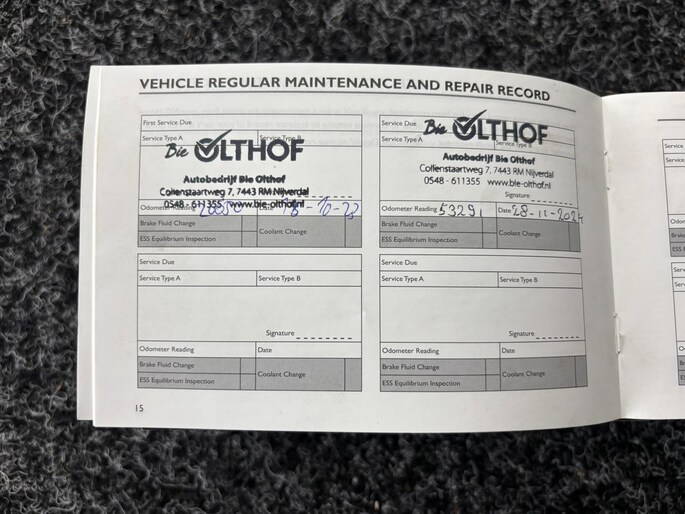 VEHICLE REGULAR MAINTENANCE AND REPAIR RECORD
First Service Due
Service Type A
Service Type B
Bie OLTHOF
Autobedrijf Bie Olthof
Collenstaartweg 7, 7443 RM Nijverdal
0548 - 611355 www.bie-olthof.nl
Odometer Reading
Date
Brake Fluid Change
Coolant Change
ESS Equilibrium Inspection
Service Due
Service Type A
Type B
Bie OLTHOF
Autobedrijf Bie Olthof
Collenstaartweg 7, 7443 RM Nijverdal
0548 - 611355 www.bie-olthof.nl
Signature
Odometer Reading 53291
Date 28-11-2024
Brake Fluid Change
Coolant Change
ESS Equilibrium Inspection
Service Due
Service Type A
Service Type B
Signature
Odometer Reading
Date
Brake Fluid Change
Coolant Change
ESS Equilibrium Inspection
Service Due
Service Type A
Service Type B
Signature
Odometer Reading
Date
Brake Fluid Change
Coolant Change
ESS Equilibrium Inspection
15